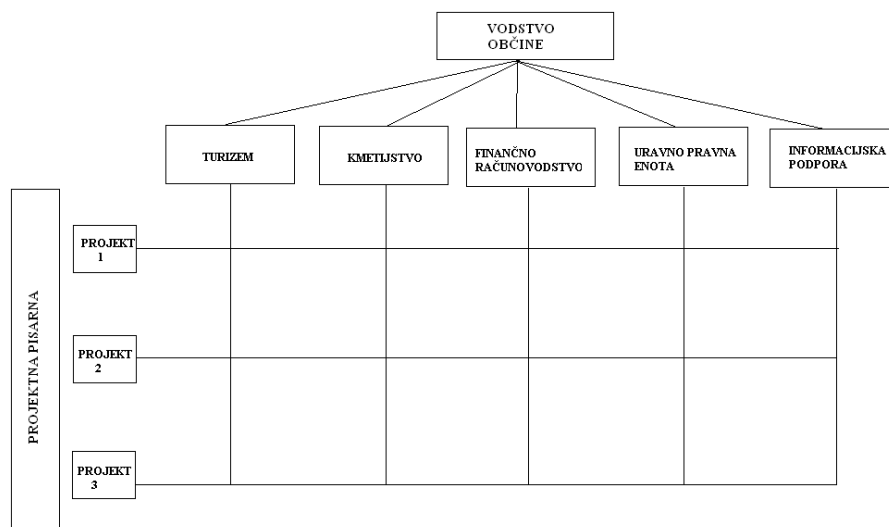 VODSTVO
OBČINE
TURIZEM
KMETIJSTVO
FINANČNO
RAČUNOVODSTVO
URAVNO PRAVNA
ENOTA
INFORMACIJSKA
PODPORA
PROJEKTNA PISARNA
PROJEKT
1
PROJEKT
2
PROJEKT
3